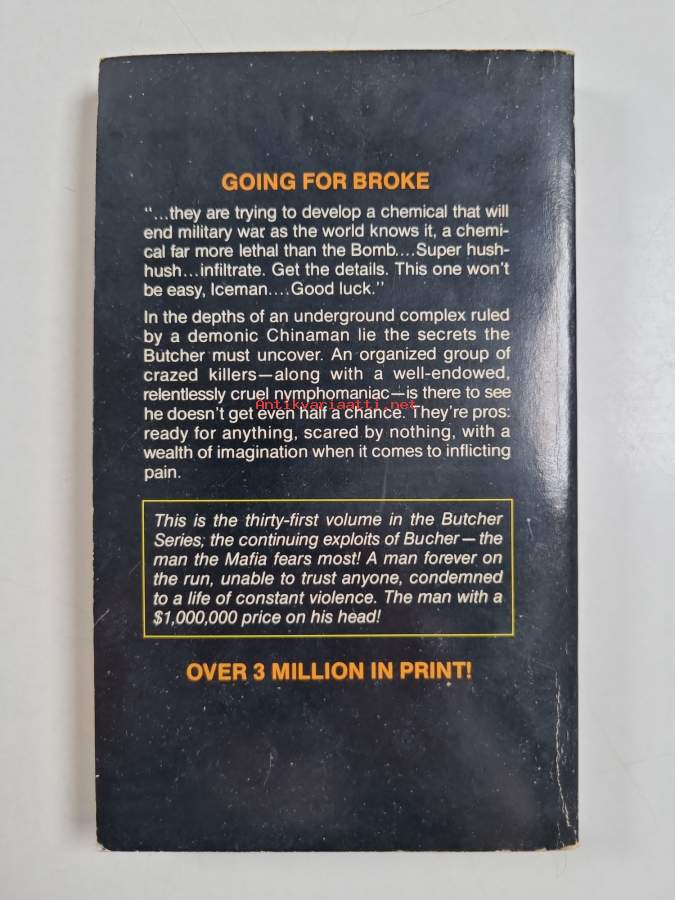 GOING FOR BROKE
"...they are trying to develop a chemical that will
end military war as the world knows it, a chemi-
cal far more lethal than the Bomb....Super hush-
hush...infiltrate. Get the details. This one won't
be easy, Iceman....Good luck."
In the depths of an underground complex ruled
by a demonic Chinaman lie the secrets the
Butcher must uncover. An organized group of
crazed killers—along with a well-endowed,
relentlessly cruel nymphomaniac—is there to see
he doesn't get even half a chance. They're pros:
Antikvariaatti.net
ready for anything, scared by nothing, with a
wealth of imagination when it comes to inflicting
pain.
This is the thirty-first volume in the Butcher
Series, the continuing exploits of Bucher—the
man the Mafia fears most! A man forever on
the run, unable to trust anyone, condemned
to a life of constant violence. The man with a
$1,000,000 price on his head!
OVER 3 MILLION IN PRINT!